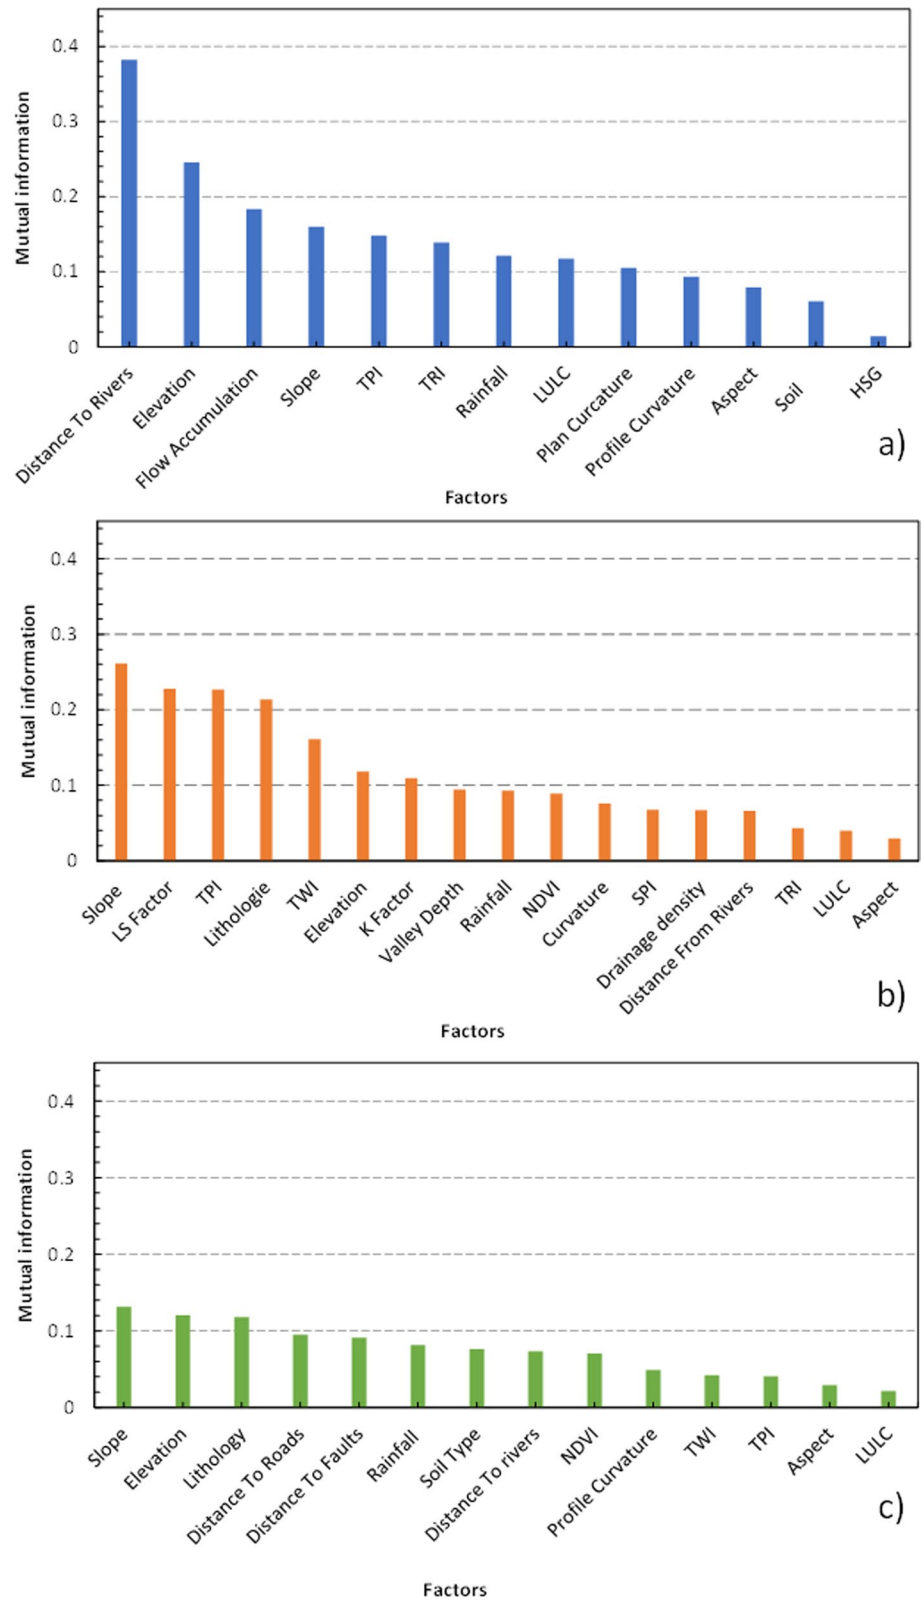 Mutual information
0.4
0.3
0.2
0.1
0
Distance To Rivers
Elevation
Flow Accumulation
Slope
TPI
TRI
Rainfall
LULC
Plan Curcature
Profile Curvature
Aspect
Soil
HSG
a)
Factors
Mutual information
0.4
0.3
0.2
0.1
0
Slope
LS Factor
TPI
Lithologie
TWI
Elevation
K Factor
Valley Depth
Rainfall
NDVI
Curvature
SPI
Drainage density
Distance From Rivers
TRI
LULC
Aspect
b)
Factors
Mutual information
0.4
0.3
0.2
0.1
0
Slope
Elevation
Lithology
Distance To Roads
Distance To Faults
Rainfall
Soil Type
Distance To rivers
NDVI
Profile Curvature
TWI
TPI
Aspect
LULC
c)
Factors